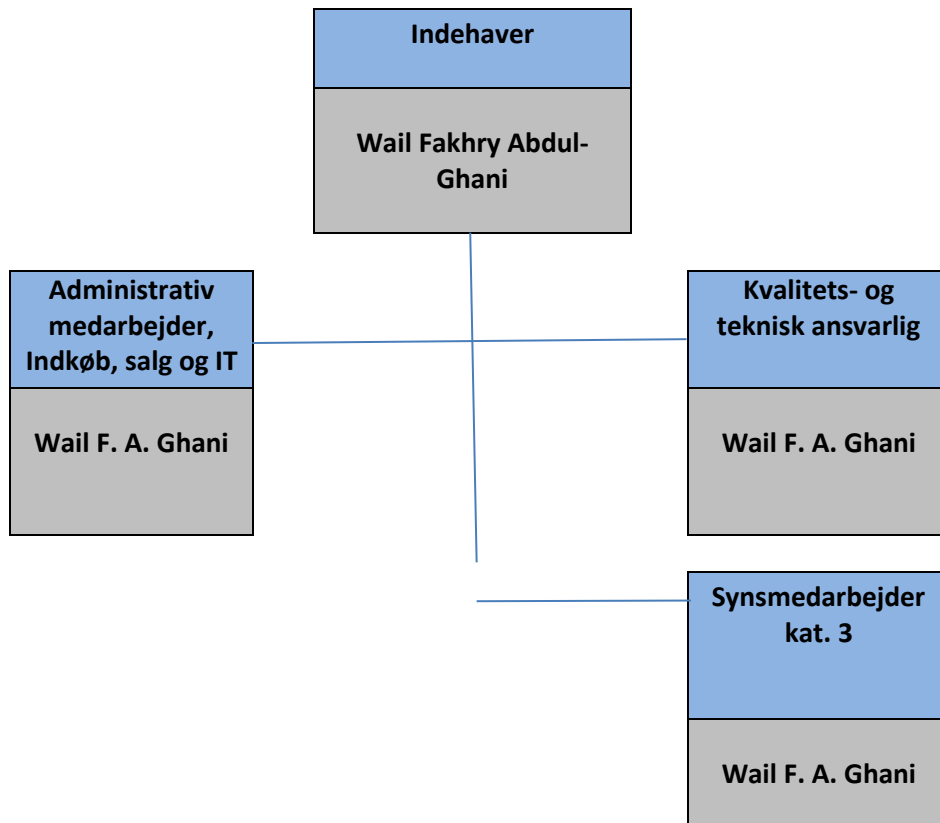 Indehaver
Wail Fakhry Abdul-
Ghani
Administrativ
medarbejder,
Indkøb, salg og IT
Wail F. A. Ghani
Kvalitets- og
teknisk ansvarlig
Wail F. A. Ghani
Synsmedarbejder
kat. 3
Wail F. A. Ghani